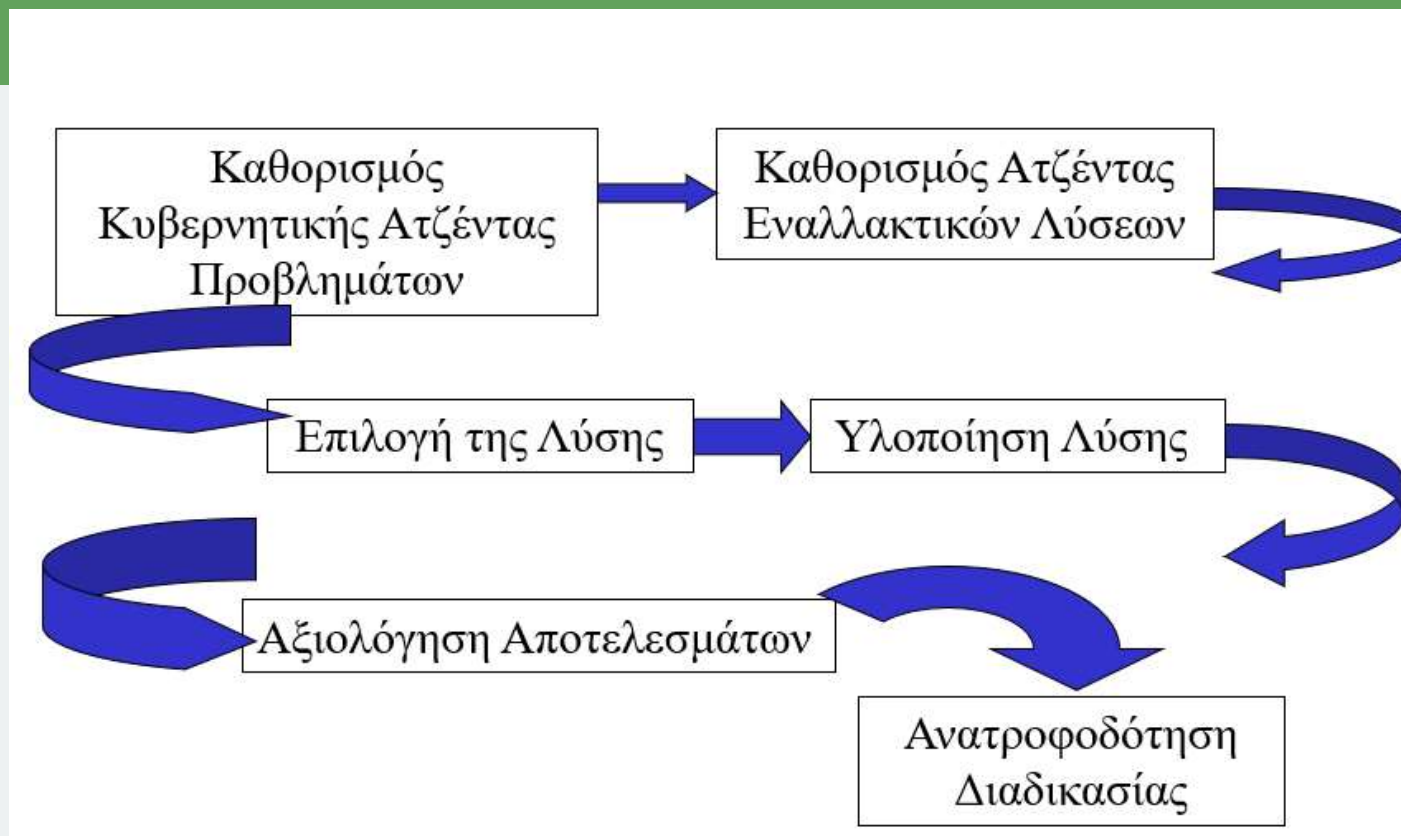 Καθορισμός
Κυβερνητικής Ατζέντας
Προβλημάτων
Καθορισμός Ατζέντας
Εναλλακτικών Λύσεων
Επιλογή της Λύσης
Υλοποίηση Λύσης
Αξιολόγηση Αποτελεσμάτων
Ανατροφοδότηση
Διαδικασίας